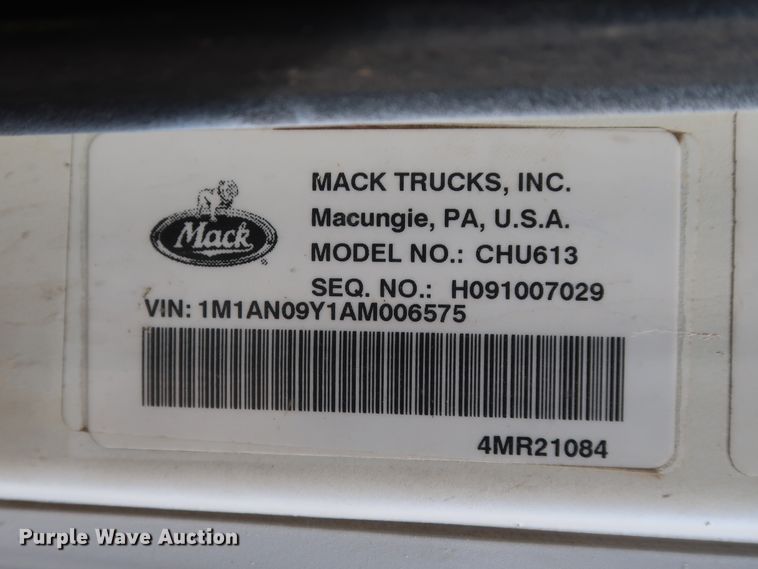 Mack
MACK TRUCKS, INC.
Macungie, PA, U.S.A.
MODEL NO.: CHU613
SEQ. NO.: H091007029
VIN: 1M1AN09Y1AM006575
4MR21084
Purple Wave Auction